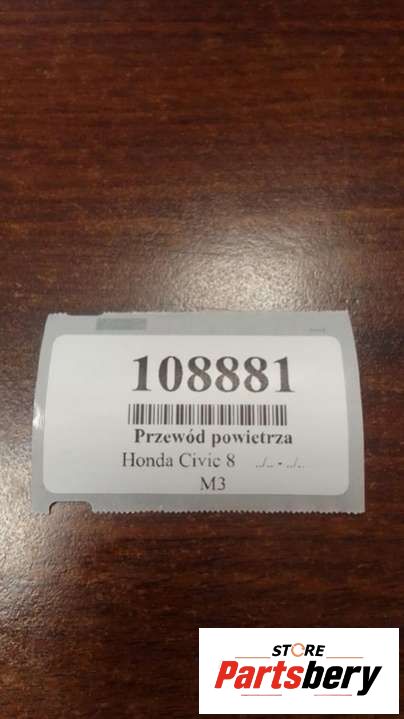 108881
Przewód powietrza
Honda Civic 8 ../.. - ../..
M3
STORE
Partsbery